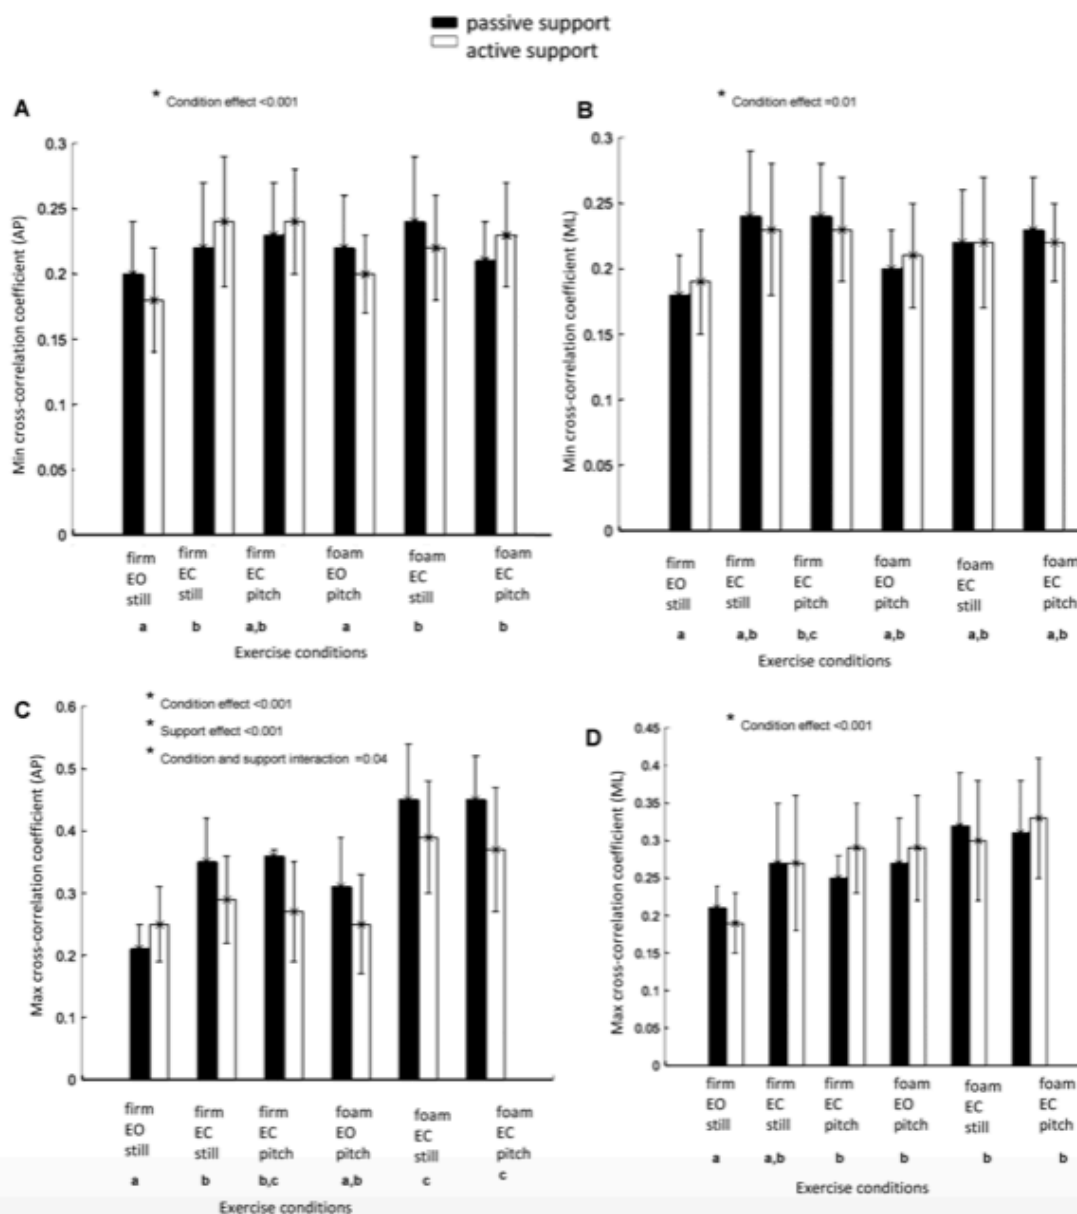 passive support
active support
A
* Condition effect <0.001
Min cross-correlation coefficient (AP)
0.3
0.25
0.2
0.15
0.1
0.05
0
firm EO still
firm EC still
firm EC pitch
foam EO pitch
foam EC still
foam EC pitch
a b a,b a b b
Exercise conditions
B
* Condition effect =0.01
Min cross-correlation coefficient (ML)
0.3
0.25
0.2
0.15
0.1
0.05
0
firm EO still
firm EC still
firm EC pitch
foam EO pitch
foam EC still
foam EC pitch
a a,b b,c a,b a,b a,b
Exercise conditions
C
* Condition effect <0.001
* Support effect <0.001
* Condition and support interaction =0.04
Max cross-correlation coefficient (AP)
0.6
0.5
0.4
0.3
0.2
0.1
0
firm EO still
firm EC still
firm EC pitch
foam EO pitch
foam EC still
foam EC pitch
a b b,c a,b c c
Exercise conditions
D
* Condition effect <0.001
Max cross-correlation coefficient (ML)
0.45
0.4
0.35
0.3
0.25
0.2
0.15
0.1
0.05
0
firm EO still
firm EC still
firm EC pitch
foam EO pitch
foam EC still
foam EC pitch
a a,b b b b b
Exercise conditions